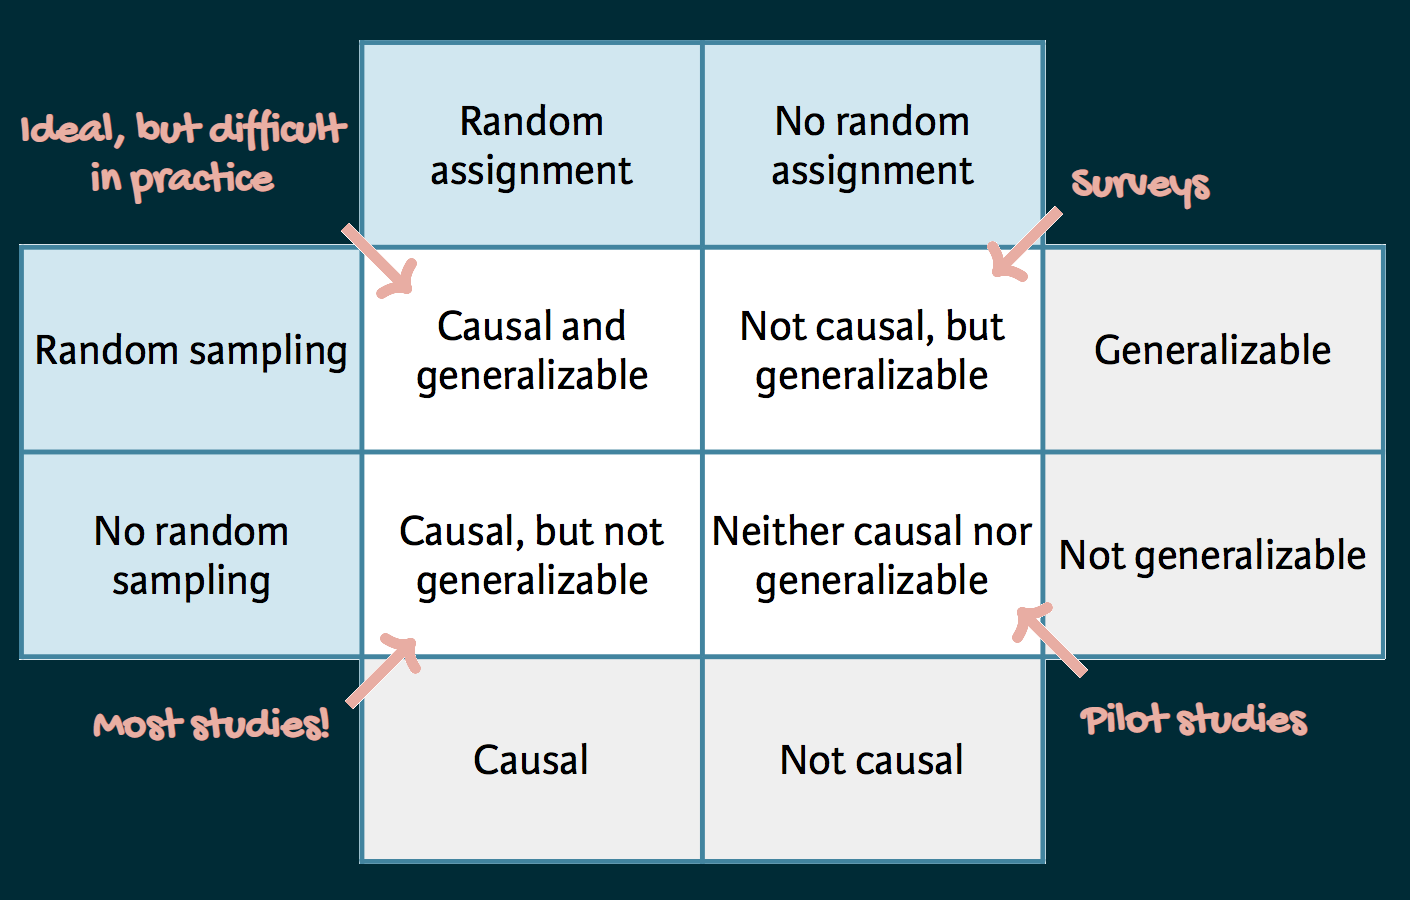 Random
assignment
No random
assignment
Ideal, but difficult
in practice
Surveys
Random sampling
Causal and
generalizable
Not causal, but
generalizable
Generalizable
No random
sampling
Causal, but not
generalizable
Neither causal nor
generalizable
Not generalizable
Most studies!
Pilot studies
Causal
Not causal